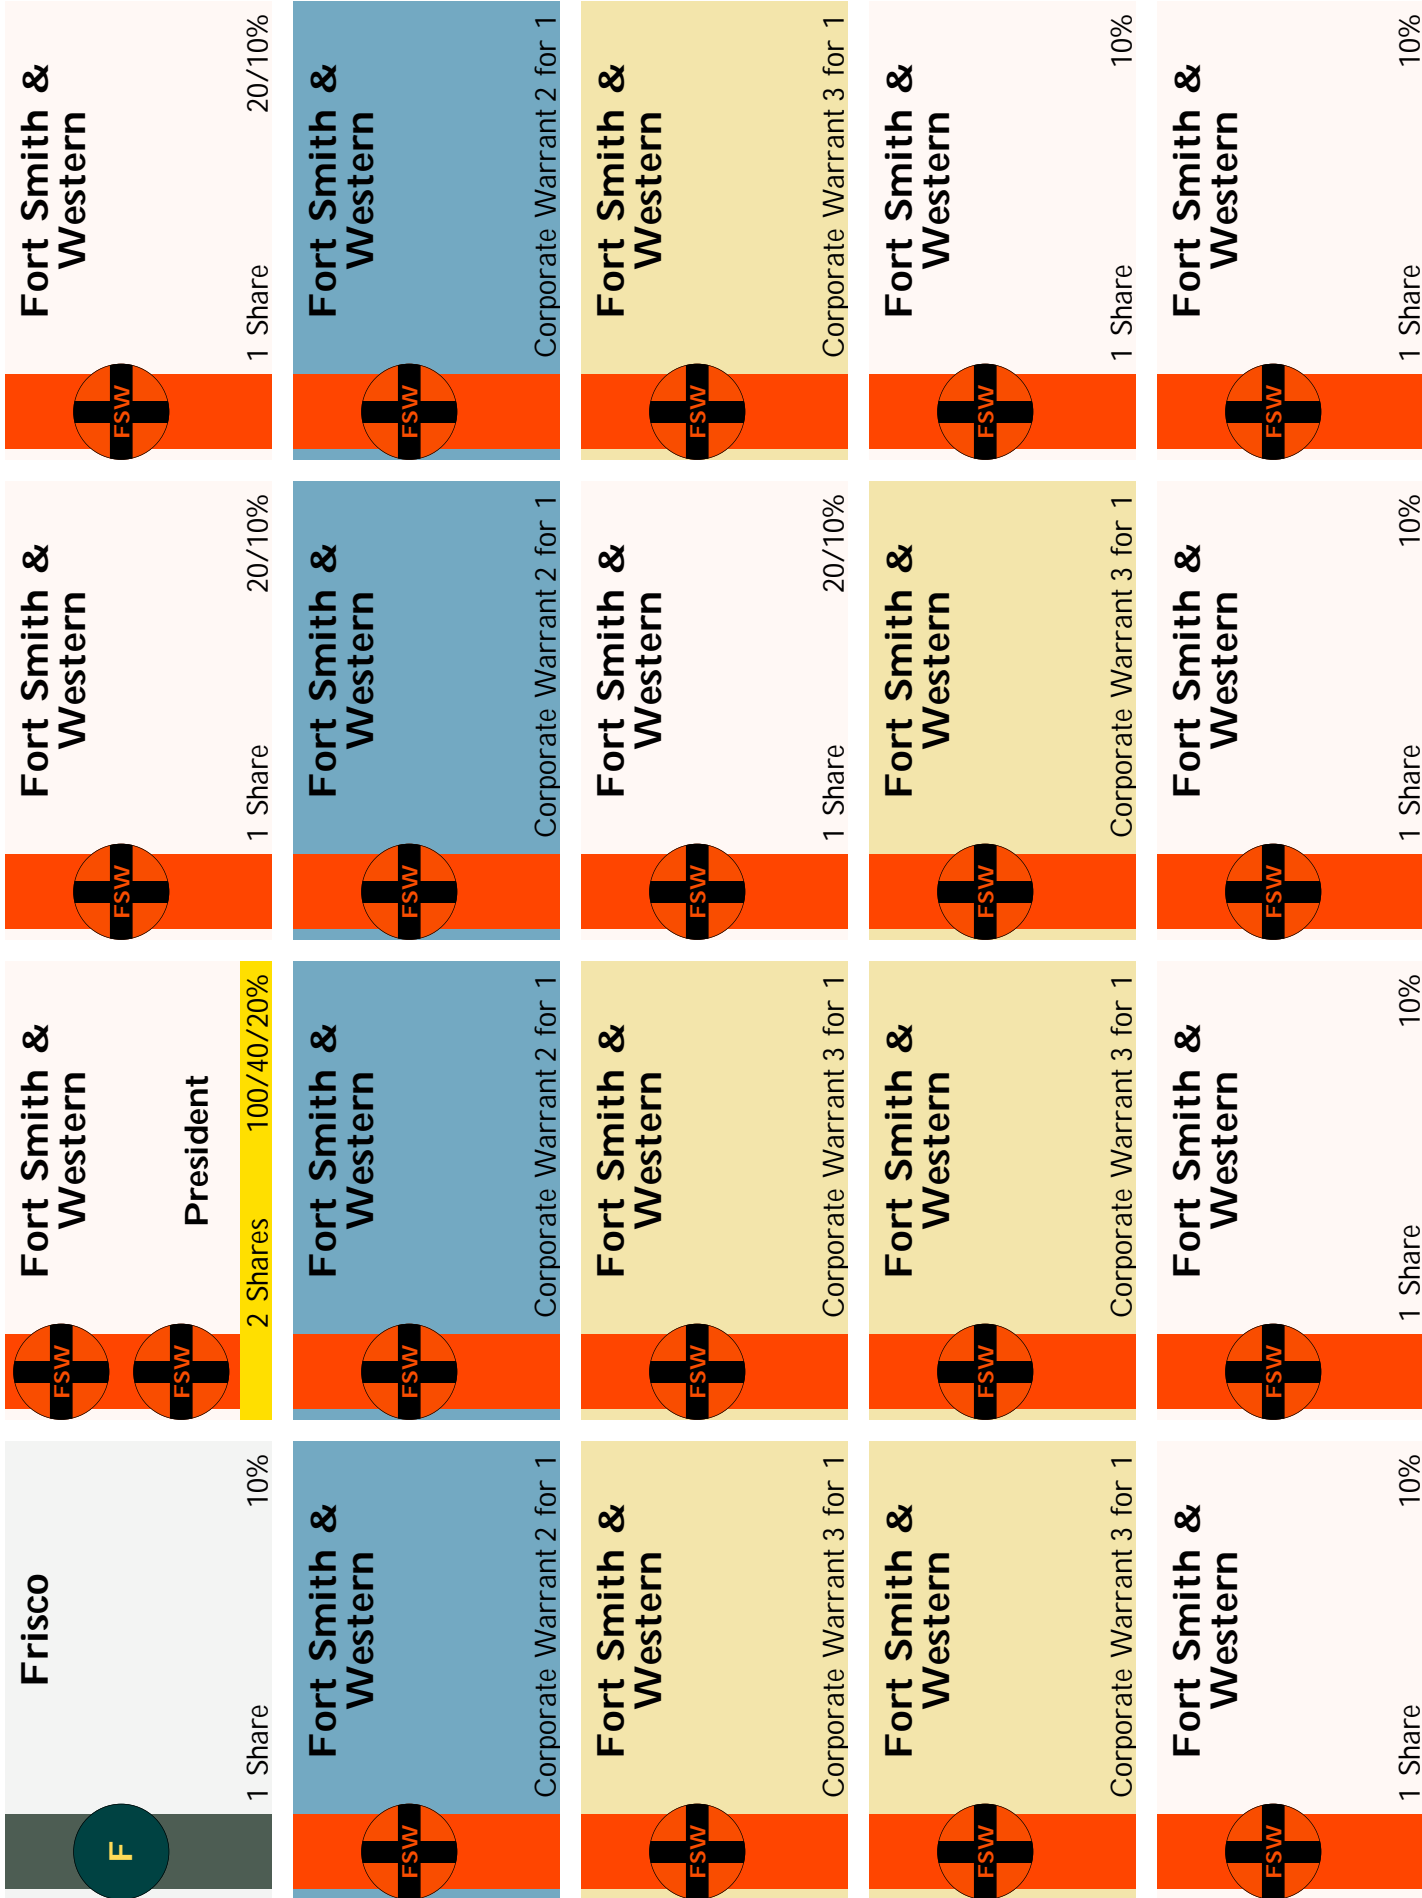 Frisco
F
1 Share 10%
Fort Smith &
Western
President
FSW
FSW
2 Shares 100/40/20%
Fort Smith &
Western
FSW
1 Share 20/10%
Fort Smith &
Western
FSW
1 Share 20/10%
Fort Smith &
Western
FSW
Corporate Warrant 2 for 1
Fort Smith &
Western
FSW
Corporate Warrant 2 for 1
Fort Smith &
Western
FSW
Corporate Warrant 2 for 1
Fort Smith &
Western
FSW
Corporate Warrant 2 for 1
Fort Smith &
Western
FSW
Corporate Warrant 3 for 1
Fort Smith &
Western
FSW
Corporate Warrant 3 for 1
Fort Smith &
Western
FSW
1 Share 20/10%
Fort Smith &
Western
FSW
Corporate Warrant 3 for 1
Fort Smith &
Western
FSW
Corporate Warrant 3 for 1
Fort Smith &
Western
FSW
Corporate Warrant 3 for 1
Fort Smith &
Western
FSW
Corporate Warrant 3 for 1
Fort Smith &
Western
FSW
1 Share 10%
Fort Smith &
Western
FSW
1 Share 10%
Fort Smith &
Western
FSW
1 Share 10%
Fort Smith &
Western
FSW
1 Share 10%
Fort Smith &
Western
FSW
1 Share 10%